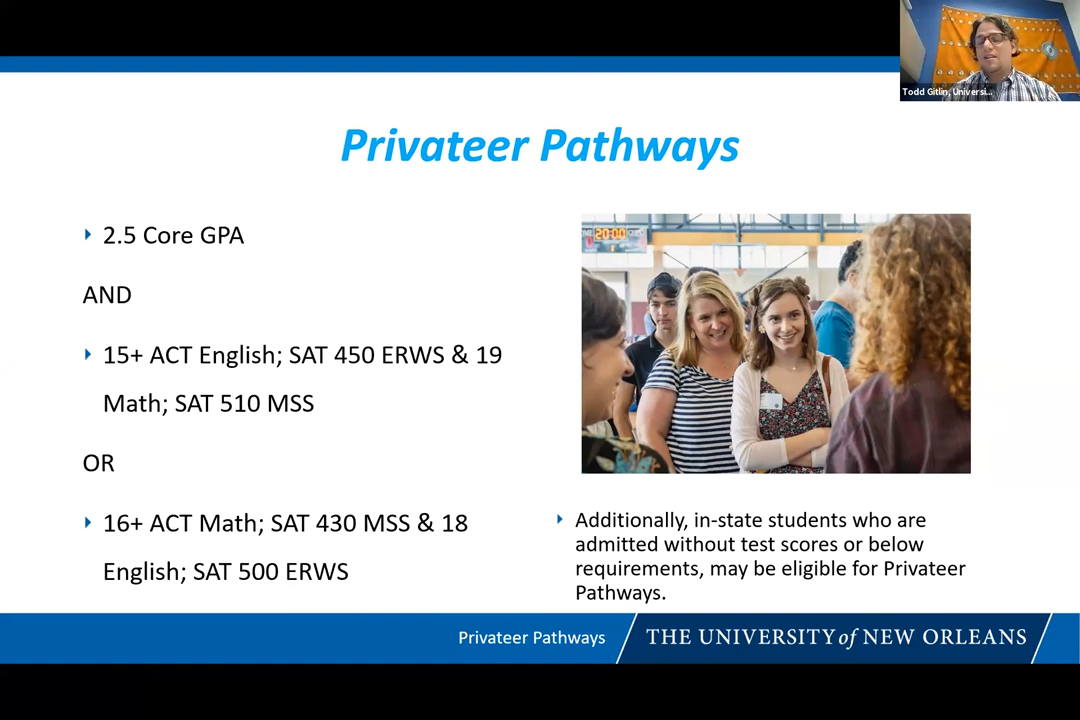 Todd Gitlin, Universi...
Privateer Pathways
2.5 Core GPA
AND
15+ ACT English; SAT 450 ERWS & 19
Math; SAT 510 MSS
OR
16+ ACT Math; SAT 430 MSS & 18
English; SAT 500 ERWS
20:00
Additionally, in-state students who are
admitted without test scores or below
requirements, may be eligible for Privateer
Pathways.
Privateer Pathways
THE UNIVERSITY of NEW ORLEANS